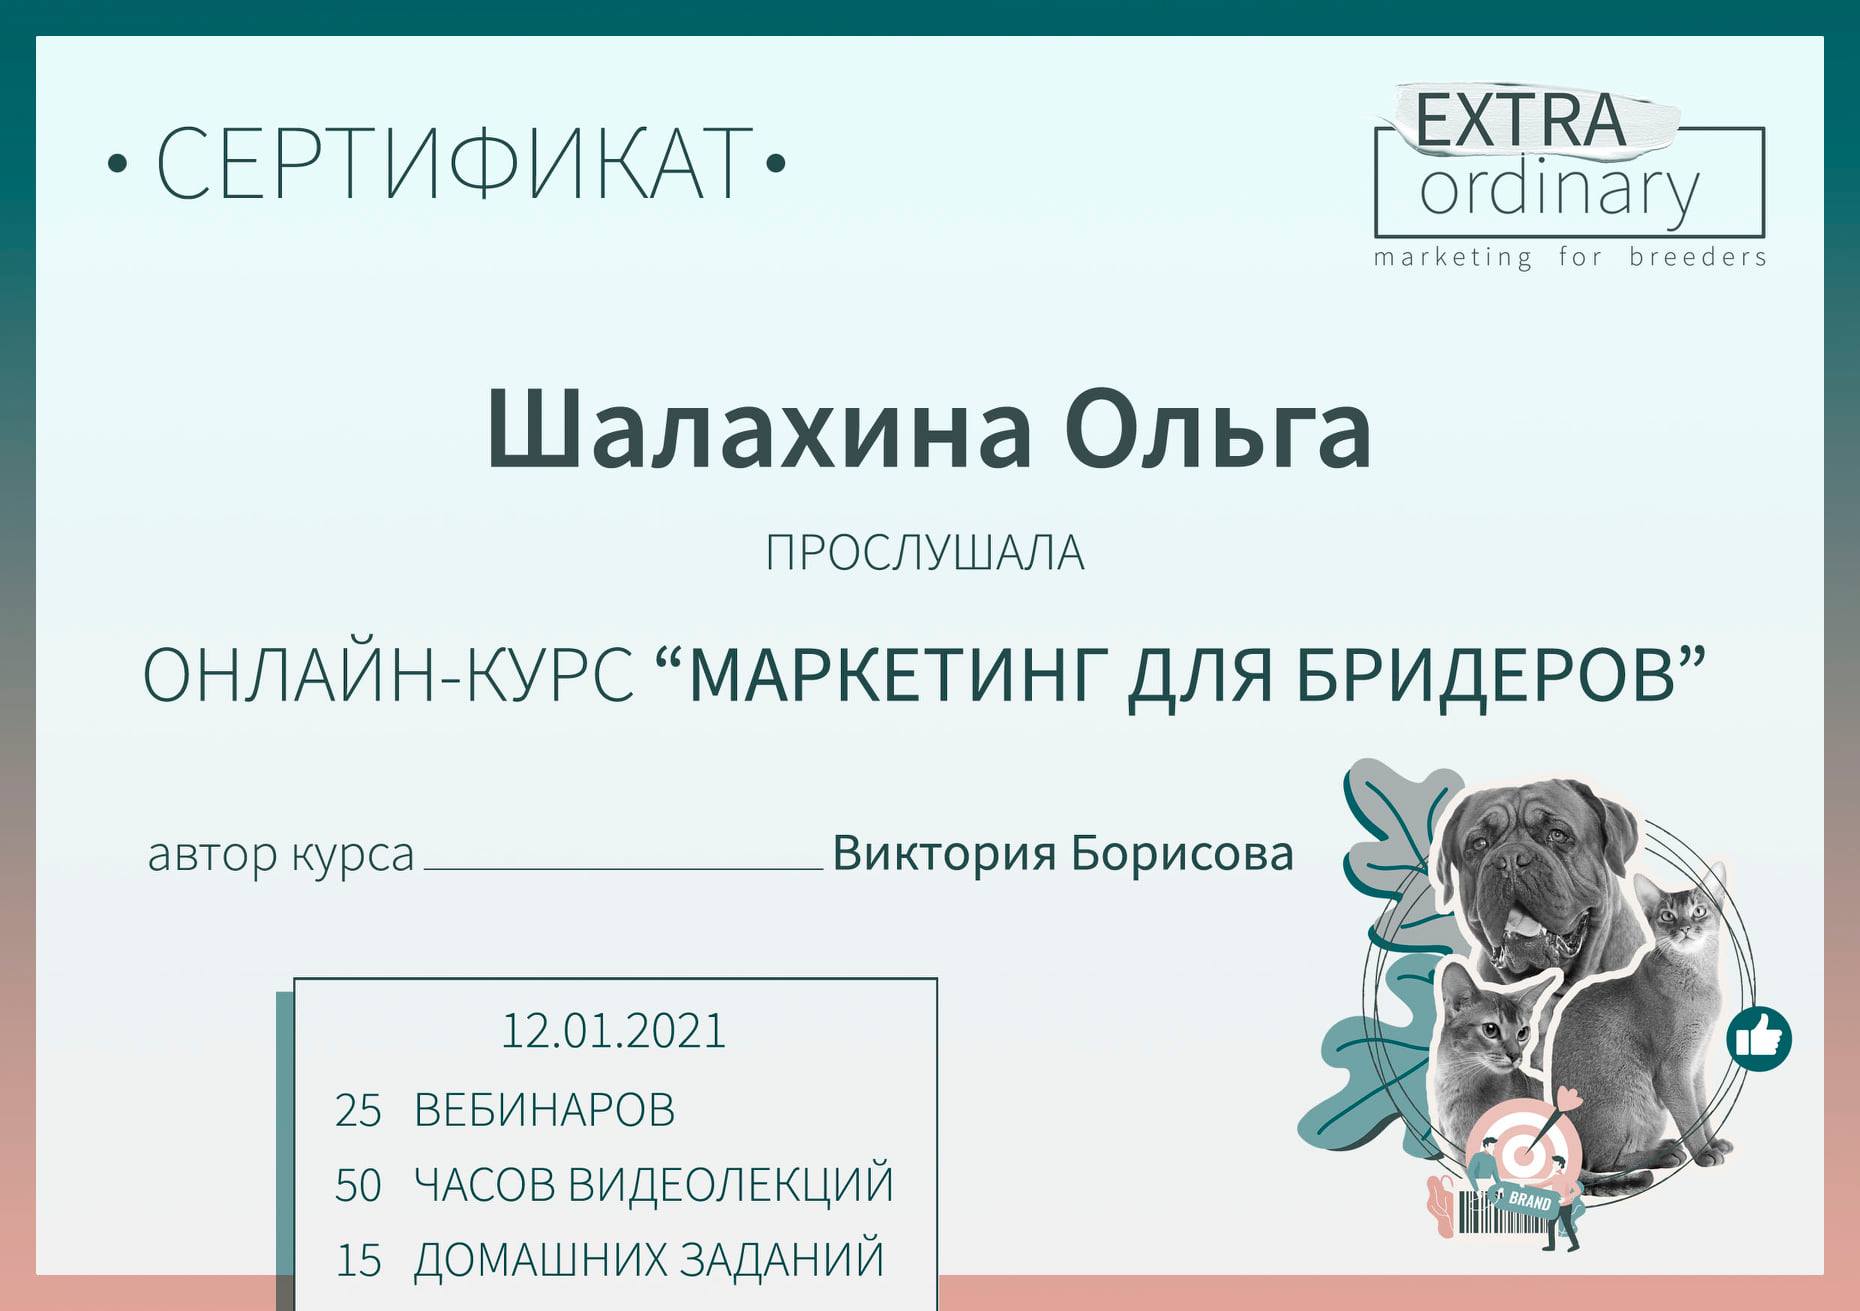 • СЕРТИФИКАТ •
EXTRA
ordinary
marketing for breeders
Шалахина Ольга
ПРОСЛУШАЛА
ОНЛАЙН-КУРС “МАРКЕТИНГ ДЛЯ БРИДЕРОВ”
автор курса Виктория Борисова
12.01.2021
25 ВЕБИНАРОВ
50 ЧАСОВ ВИДЕОЛЕКЦИЙ
15 ДОМАШНИХ ЗАДАНИЙ
BRAND